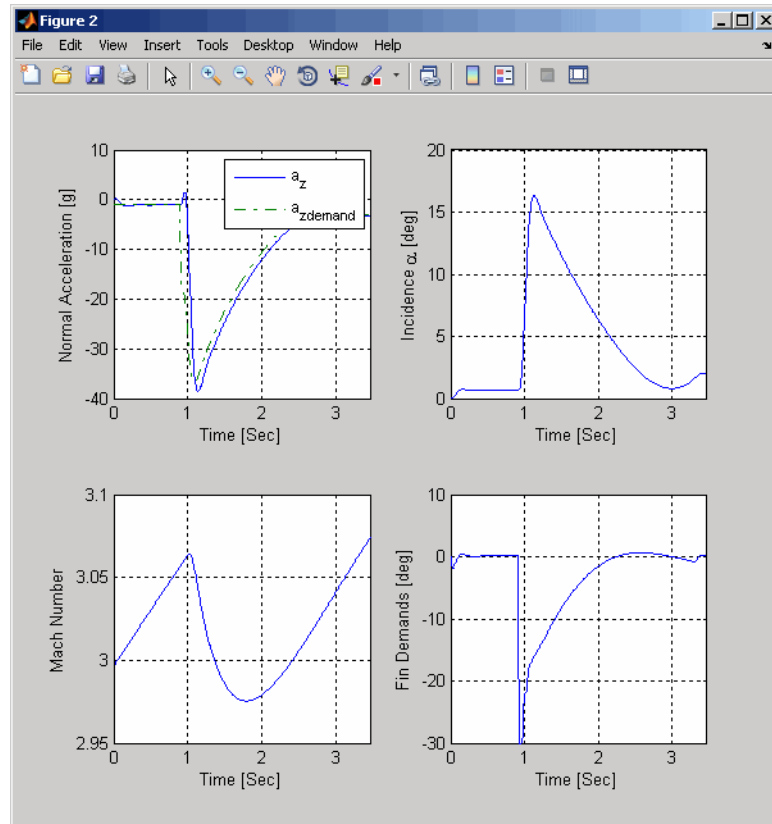 Figure 2
File Edit View Insert Tools Desktop Window Help
10
0
-10
-20
-30
-40
Normal Acceleration [g]
a_z
a_zdemand
0 1 2 3
Time [Sec]
20
15
10
5
0
Incidence α [deg]
0 1 2 3
Time [Sec]
3.1
3.05
3
2.95
Mach Number
0 1 2 3
Time [Sec]
10
0
-10
-20
-30
Fin Demands [deg]
0 1 2 3
Time [Sec]